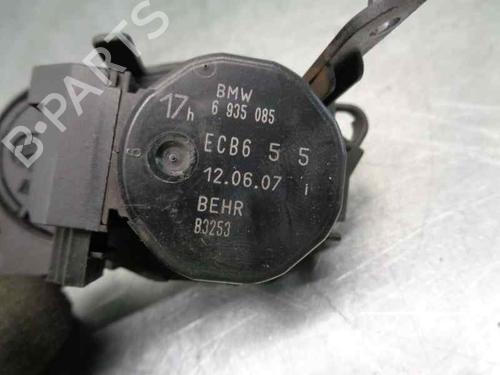 B-PARTS
BMW
17h 6 935 085
ECB6 5 5
12.06.07 i
BEHR
B3253